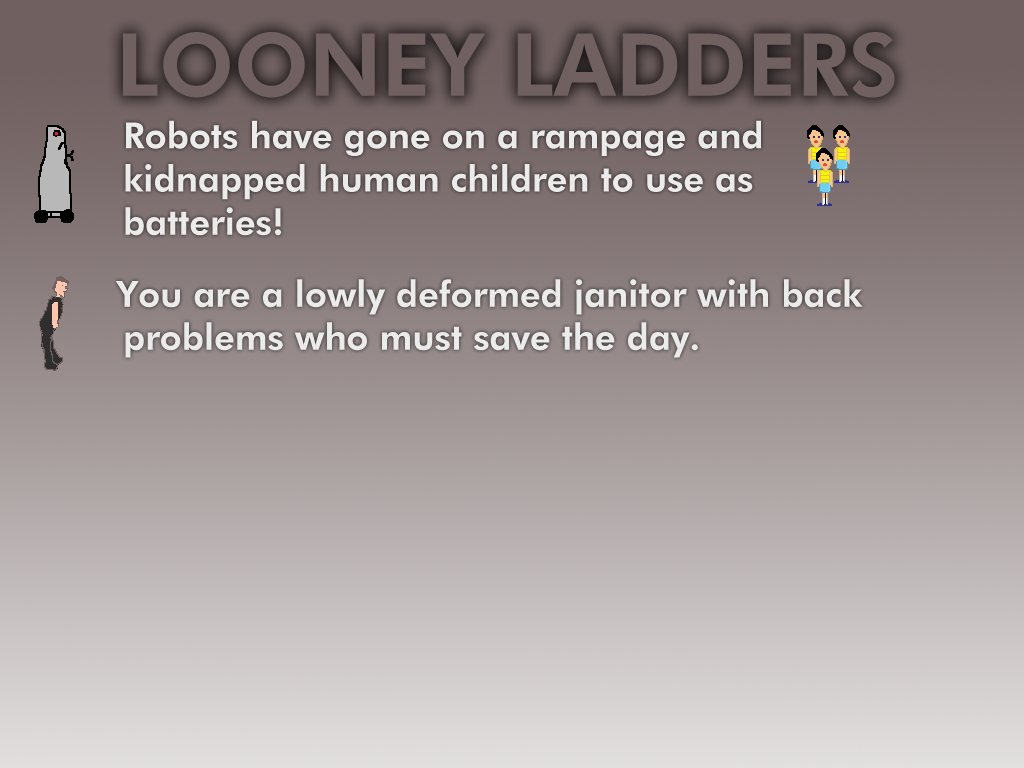 LOONEY LADDERS
Robots have gone on a rampage and
kidnapped human children to use as
batteries!
You are a lowly deformed janitor with back
problems who must save the day.